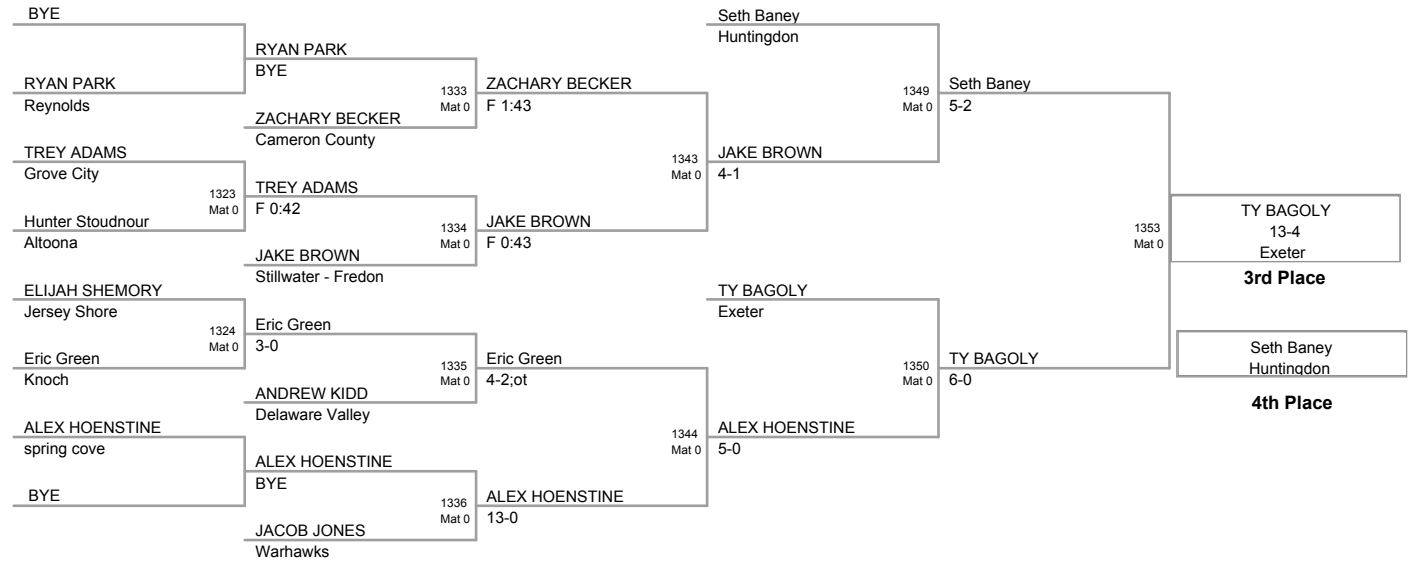 BYE
RYAN PARK
Reynolds
TREY ADAMS
Grove City
1323
Mat 0
Hunter Stoudnour
Altoona
ELIJAH SHEMORY
Jersey Shore
1324
Mat 0
Eric Green
Knoch
ALEX HOENSTINE
spring cove
BYE
RYAN PARK
BYE
1333
Mat 0
ZACHARY BECKER
Cameron County
TREY ADAMS
F 0:42
1334
Mat 0
JAKE BROWN
Stillwater - Fredon
Eric Green
3-0
1335
Mat 0
ANDREW KIDD
Delaware Valley
ALEX HOENSTINE
BYE
1336
Mat 0
JACOB JONES
Warhawks
ZACHARY BECKER
F 1:43
1343
Mat 0
JAKE BROWN
F 0:43
Eric Green
4-2;ot
1344
Mat 0
ALEX HOENSTINE
13-0
Seth Baney
Huntingdon
1349
Mat 0
JAKE BROWN
4-1
TY BAGOLY
Exeter
1350
Mat 0
ALEX HOENSTINE
5-0
Seth Baney
5-2
1353
Mat 0
TY BAGOLY
6-0
TY BAGOLY
13-4
Exeter
3rd Place
Seth Baney
Huntingdon
4th Place